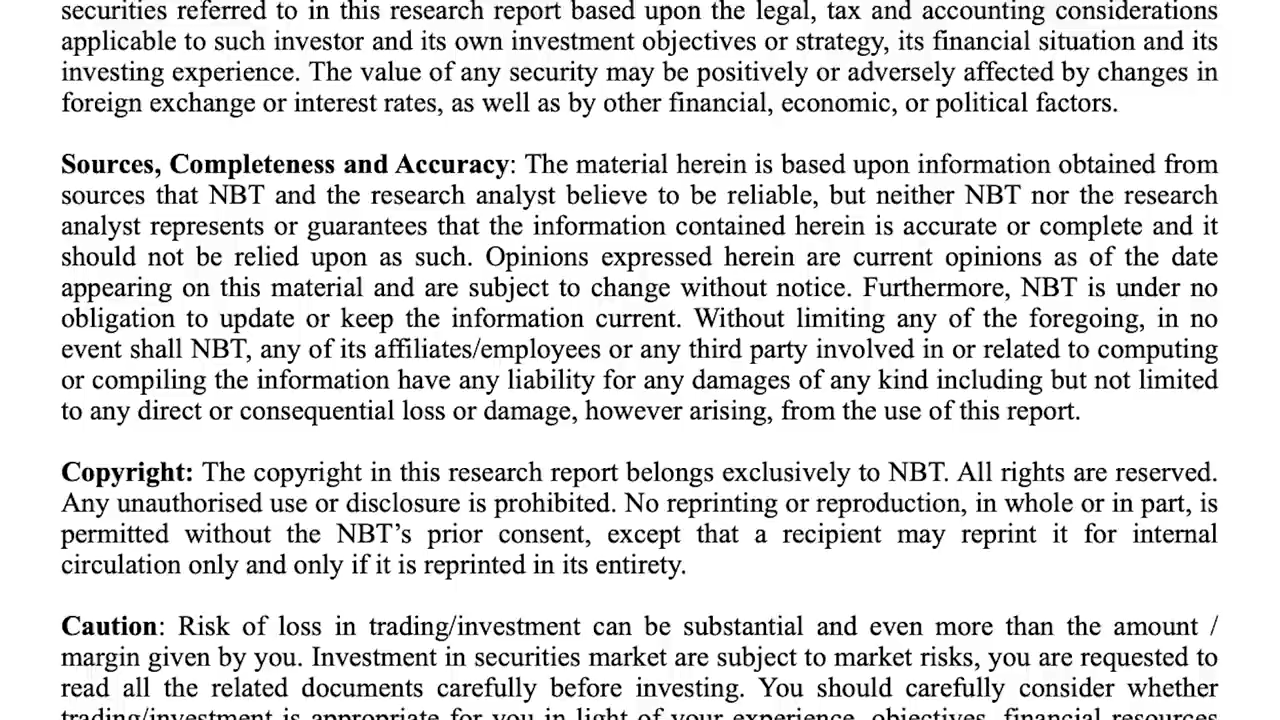 securities referred to in this research report based upon the legal, tax and accounting considerations
applicable to such investor and its own investment objectives or strategy, its financial situation and its
investing experience. The value of any security may be positively or adversely affected by changes in
foreign exchange or interest rates, as well as by other financial, economic, or political factors.
Sources, Completeness and Accuracy: The material herein is based upon information obtained from
sources that NBT and the research analyst believe to be reliable, but neither NBT nor the research
analyst represents or guarantees that the information contained herein is accurate or complete and it
should not be relied upon as such. Opinions expressed herein are current opinions as of the date
appearing on this material and are subject to change without notice. Furthermore, NBT is under no
obligation to update or keep the information current. Without limiting any of the foregoing, in no
event shall NBT, any of its affiliates/employees or any third party involved in or related to computing
or compiling the information have any liability for any damages of any kind including but not limited
to any direct or consequential loss or damage, however arising, from the use of this report.
Copyright: The copyright in this research report belongs exclusively to NBT. All rights are reserved.
Any unauthorised use or disclosure is prohibited. No reprinting or reproduction, in whole or in part, is
permitted without the NBT’s prior consent, except that a recipient may reprint it for internal
circulation only and only if it is reprinted in its entirety.
Caution: Risk of loss in trading/investment can be substantial and even more than the amount /
margin given by you. Investment in securities market are subject to market risks, you are requested to
read all the related documents carefully before investing. You should carefully consider whether
trading/investment is appropriate for you in light of your experience, objectives, financial resources